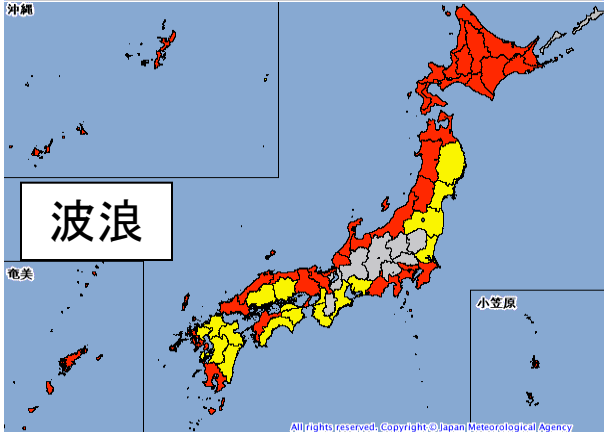 沖縄
波浪
奄美
小笠原
All rights reserved. Copyright © Japan Meteorological Agency